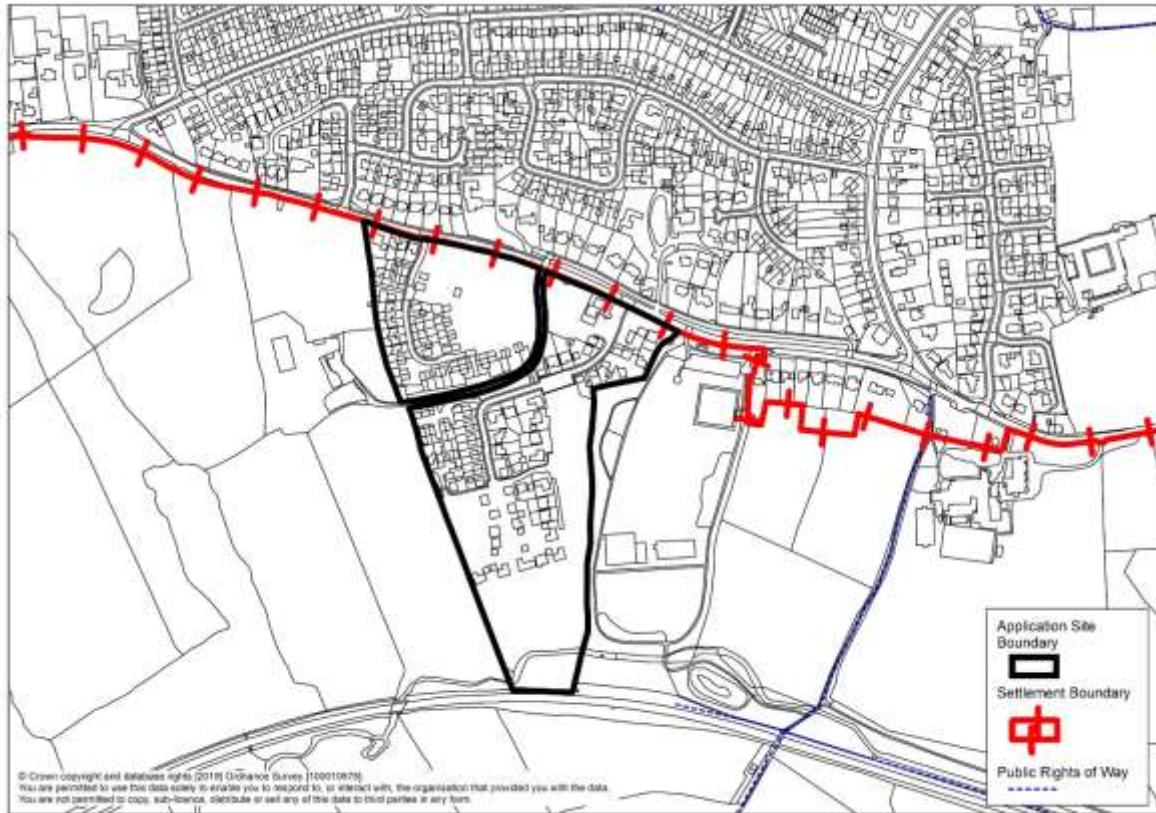 Application Site
Boundary
Settlement Boundary
Public Rights of Way
© Crown copyright and database rights [2019] Ordnance Survey [100010679].
You are permitted to use this data solely to enable you to respond to, or interact with, the organisation that provided you with the data.
You are not permitted to copy, sub-licence, distribute or sell any of this data to third parties in any form.